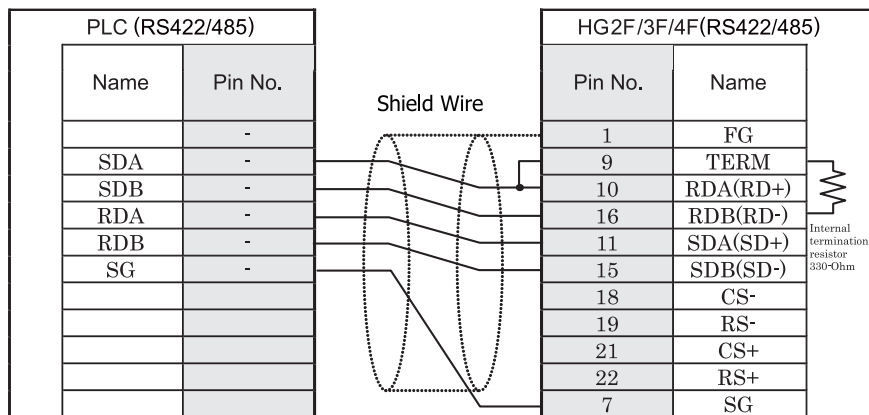 PLC (RS422/485)
Name Pin No.
-
SDA -
SDB -
RDA -
RDB -
SG -
Shield Wire
HG2F/3F/4F(RS422/485)
Pin No. Name
1 FG
9 TERM
10 RDA(RD+)
16 RDB(RD-)
11 SDA(SD+)
15 SDB(SD-)
18 CS-
19 RS-
21 CS+
22 RS+
7 SG
Internal
termination
resistor
330-Ohm